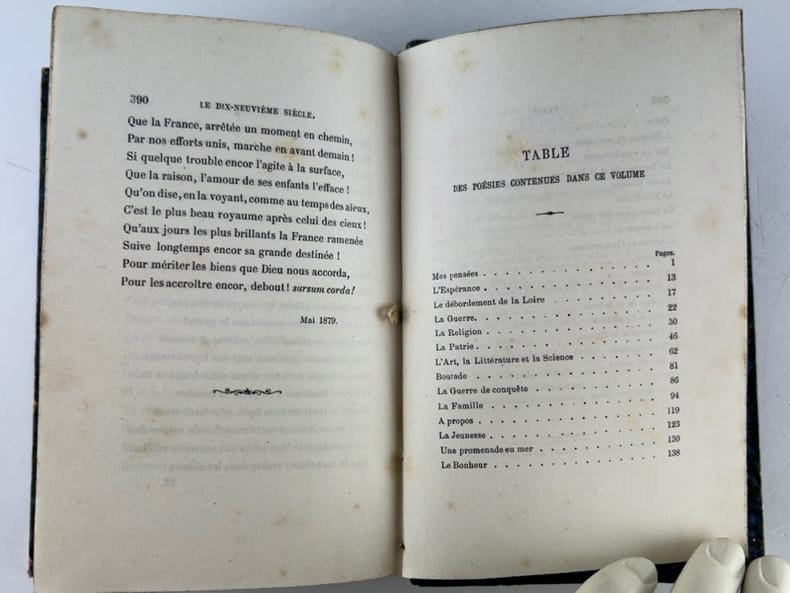 390
LE DIX-NEUVIÈME SIÈCLE.
Que la France, arrêtée un moment en chemin,
Par nos efforts unis, marche en avant demain !
Si quelque trouble encor l'agite à la surface,
Que la raison, l'amour de ses enfants l'efface !
Qu'on dise, en la voyant, comme au temps des aïeux,
C'est le plus beau royaume après celui des cieux !
Qu'aux jours les plus brillants la France ramenée
Suive longtemps encor sa grande destinée !
Pour mériter les biens que Dieu nous accorda,
Pour les accroître encor, debout ! sursum corda!
Mai 1879.
TABLE
DES POÉSIES CONTENUES DANS CE VOLUME
Pages.
Mes pensées . . . . . . . . . . . . . . 1
L'Espérance . . . . . . . . . . . . . . 13
Le débordement de la Loire . . . . . . . . . . 17
La Guerre. . . . . . . . . . . . . . . 22
La Religion . . . . . . . . . . . . . . 30
La Patrie . . . . . . . . . . . . . . . 46
L'Art, la Littérature et la Science . . . . . . . . 62
Boutade . . . . . . . . . . . . . . . 81
La Guerre de conquête . . . . . . . . . . . 86
La Famille . . . . . . . . . . . . . . 94
A propos . . . . . . . . . . . . . . . 119
La Jeunesse . . . . . . . . . . . . . . 123
Une promenade en mer . . . . . . . . . . . 130
Le Bonheur . . . . . . . . . . . . . . 138